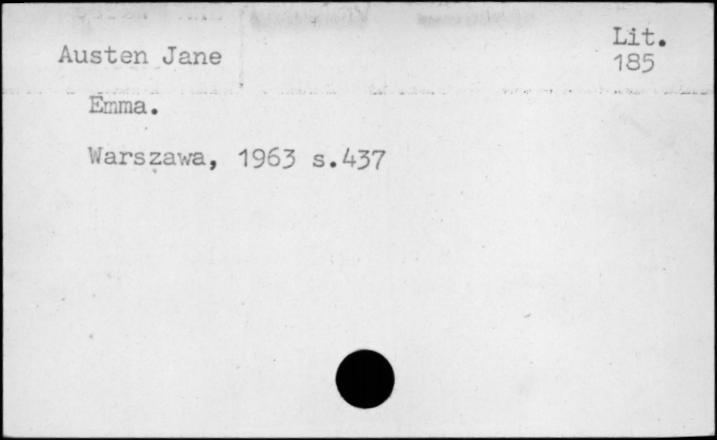 Lit.
Austen Jane
185
Emma.
Warszawa, 1963 s.437